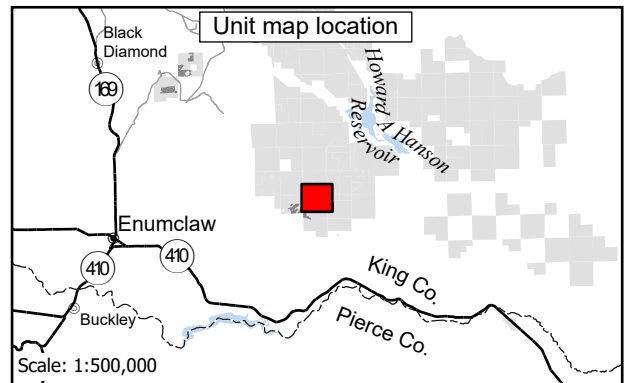 Unit map location
Black
Diamond
169
Howard A Hanson
Reservoir
Enumclaw
410
410
King Co.
Buckley
Pierce Co.
Scale: 1:500,000